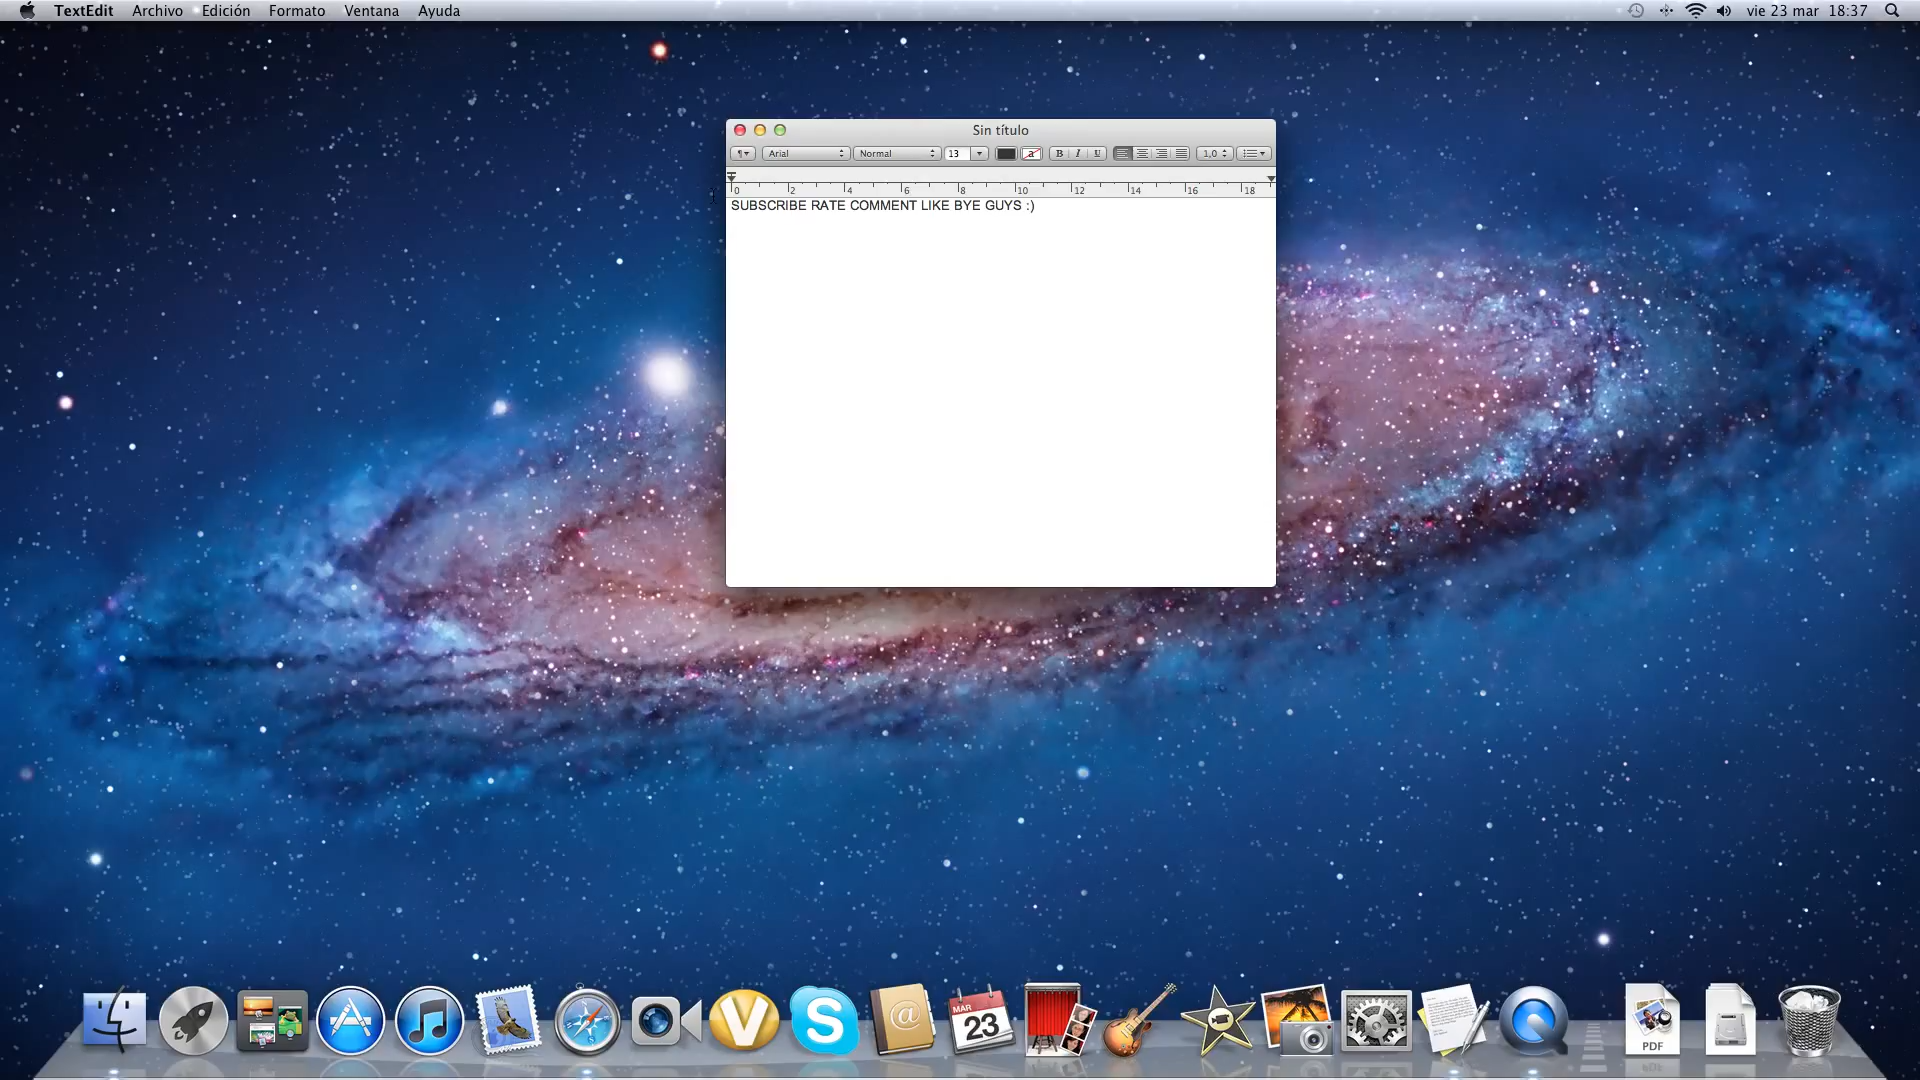 TextEdit Archivo Edición Formato Ventana Ayuda
vie 23 mar 18:37
Sin título
Arial Normal 13 a B I U 1,0
0 2 4 6 8 10 12 14 16 18
SUBSCRIBE RATE COMMENT LIKE BYE GUYS :)
MAR
23
PDF